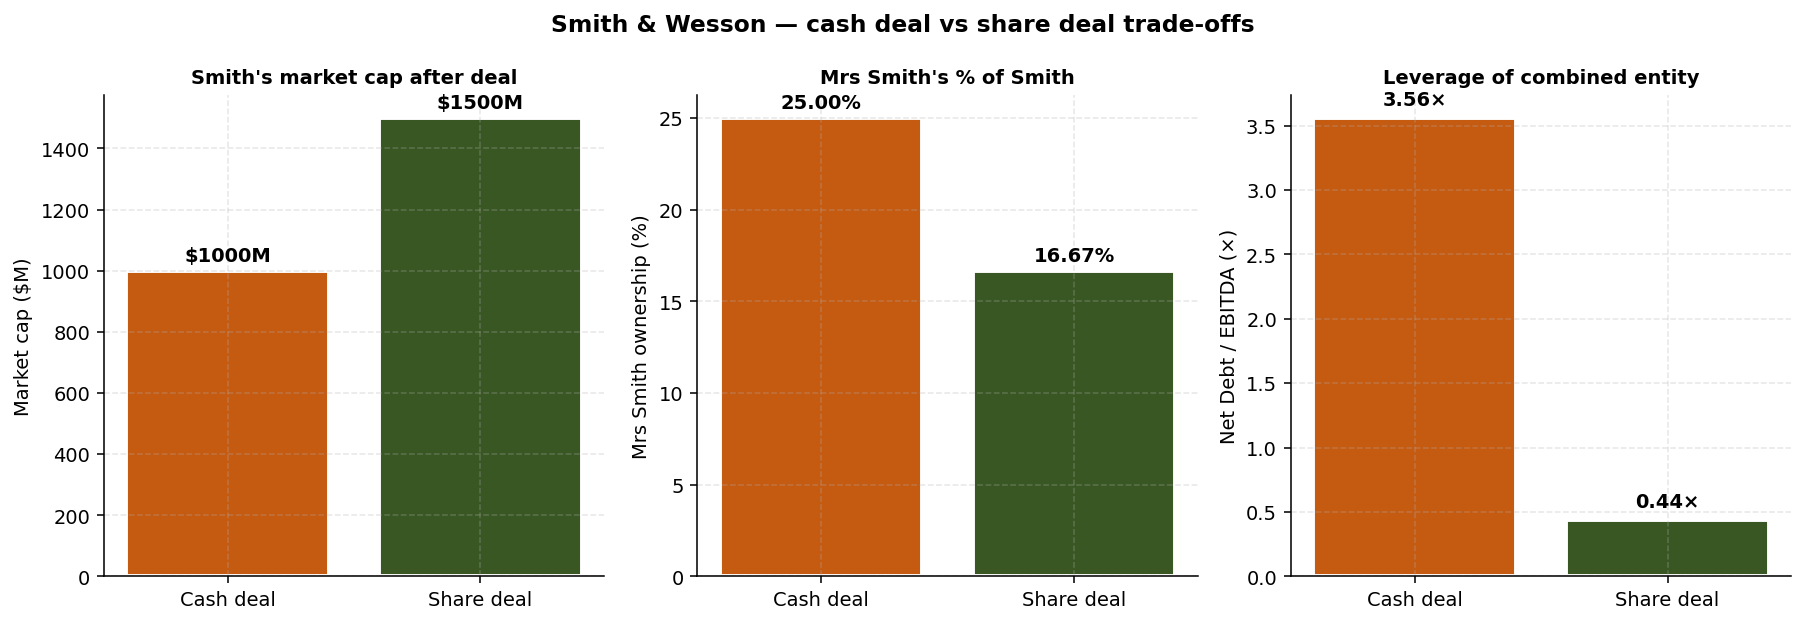 Smith & Wesson — cash deal vs share deal trade-offs
Smith's market cap after deal
Market cap ($M)
1400
1200
1000
800
600
400
200
0
$1000M
$1500M
Cash deal
Share deal
Mrs Smith's % of Smith
Mrs Smith ownership (%)
25
20
15
10
5
0
25.00%
16.67%
Cash deal
Share deal
Leverage of combined entity
Net Debt / EBITDA (×)
3.5
3.0
2.5
2.0
1.5
1.0
0.5
0.0
3.56×
0.44×
Cash deal
Share deal